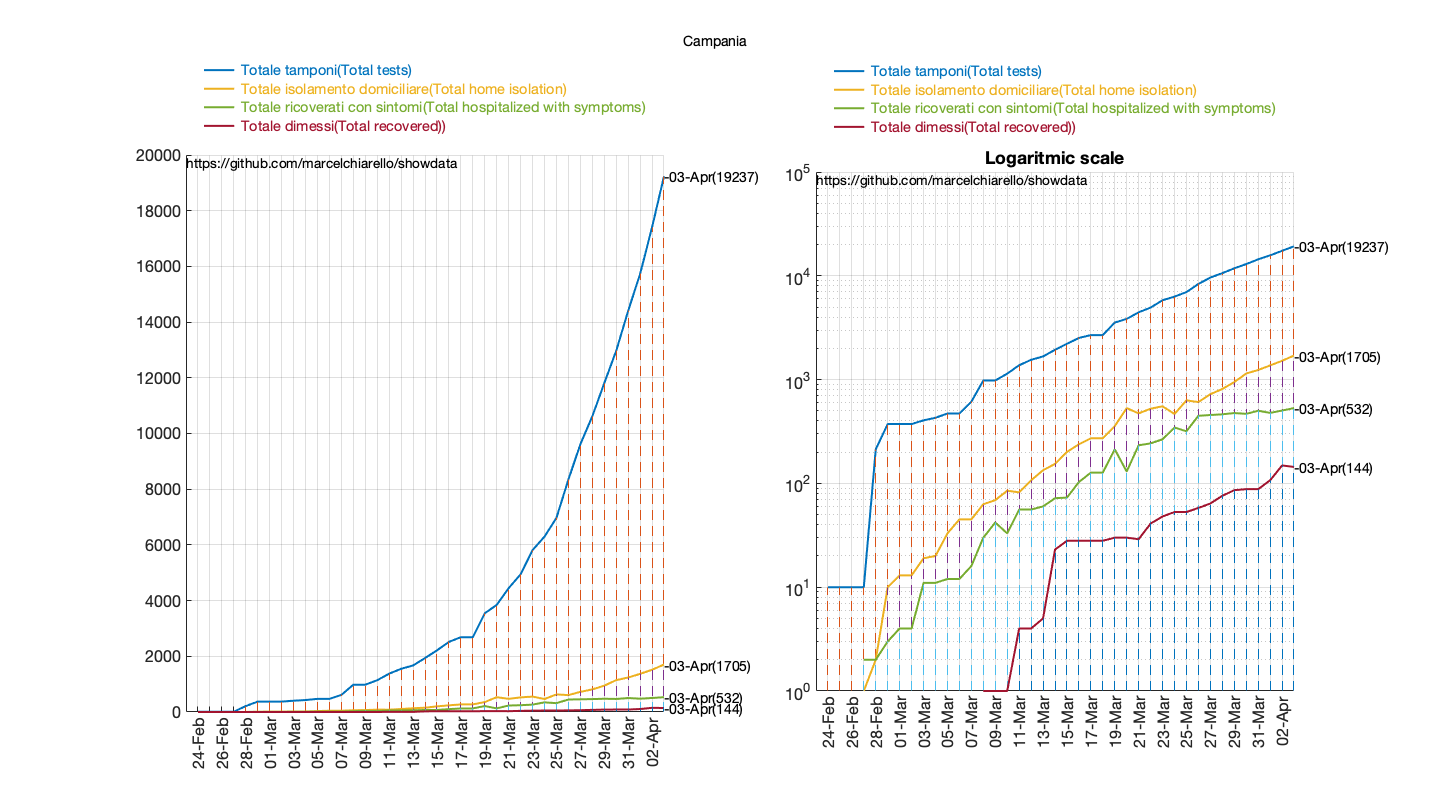 Campania
Totale tamponi(Total tests)
Totale isolamento domiciliare(Total home isolation)
Totale ricoverati con sintomi(Total hospitalized with symptoms)
Totale dimessi(Total recovered))
20000
18000
16000
14000
12000
10000
8000
6000
4000
2000
0
https://github.com/marcelchiarello/showdata
-03-Apr(19237)
-03-Apr(1705)
-03-Apr(532)
-03-Apr(144)
24-Feb
26-Feb
28-Feb
01-Mar
03-Mar
05-Mar
07-Mar
09-Mar
11-Mar
13-Mar
15-Mar
17-Mar
19-Mar
21-Mar
23-Mar
25-Mar
27-Mar
29-Mar
31-Mar
02-Apr
Totale tamponi(Total tests)
Totale isolamento domiciliare(Total home isolation)
Totale ricoverati con sintomi(Total hospitalized with symptoms)
Totale dimessi(Total recovered))
Logaritmic scale
10^5
10^4
10^3
10^2
10^1
10^0
https://github.com/marcelchiarello/showdata
-03-Apr(19237)
-03-Apr(1705)
-03-Apr(532)
-03-Apr(144)
24-Feb
26-Feb
28-Feb
01-Mar
03-Mar
05-Mar
07-Mar
09-Mar
11-Mar
13-Mar
15-Mar
17-Mar
19-Mar
21-Mar
23-Mar
25-Mar
27-Mar
29-Mar
31-Mar
02-Apr